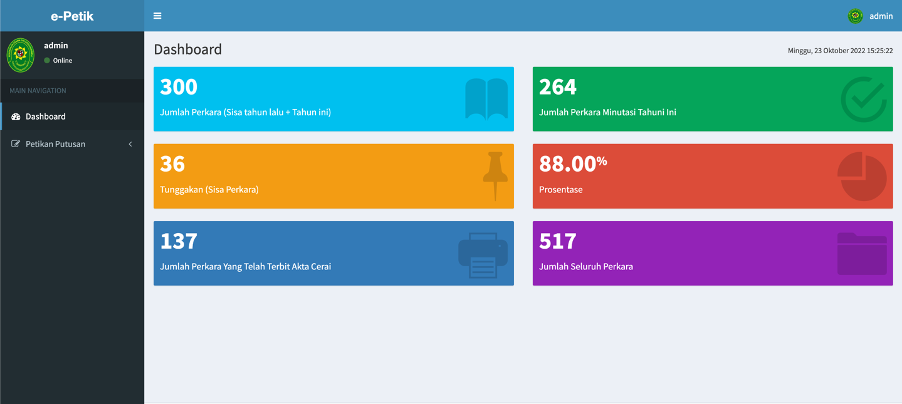 e-Petik
admin
admin
Online
MAIN NAVIGATION
Dashboard
Petikan Putusan
Dashboard
Minggu, 23 Oktober 2022 15:25:22
300
Jumlah Perkara (Sisa tahun lalu + Tahun ini)
264
Jumlah Perkara Minutasi Tahuni Ini
36
Tunggakan (Sisa Perkara)
88.00%
Prosentase
137
Jumlah Perkara Yang Telah Terbit Akta Cerai
517
Jumlah Seluruh Perkara